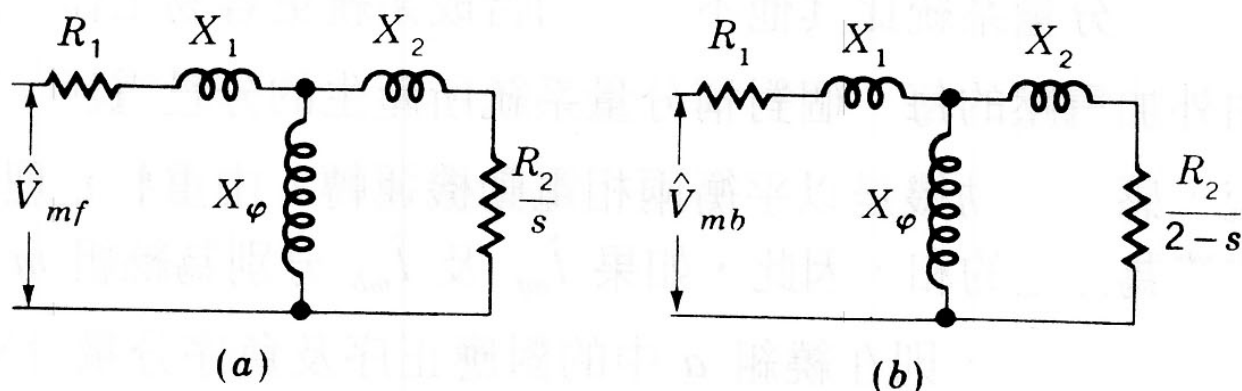 R₁ X₁ X₂
V̂mf Xφ R₂/s
(a)
R₁ X₁ X₂
V̂mb Xφ R₂/(2-s)
(b)